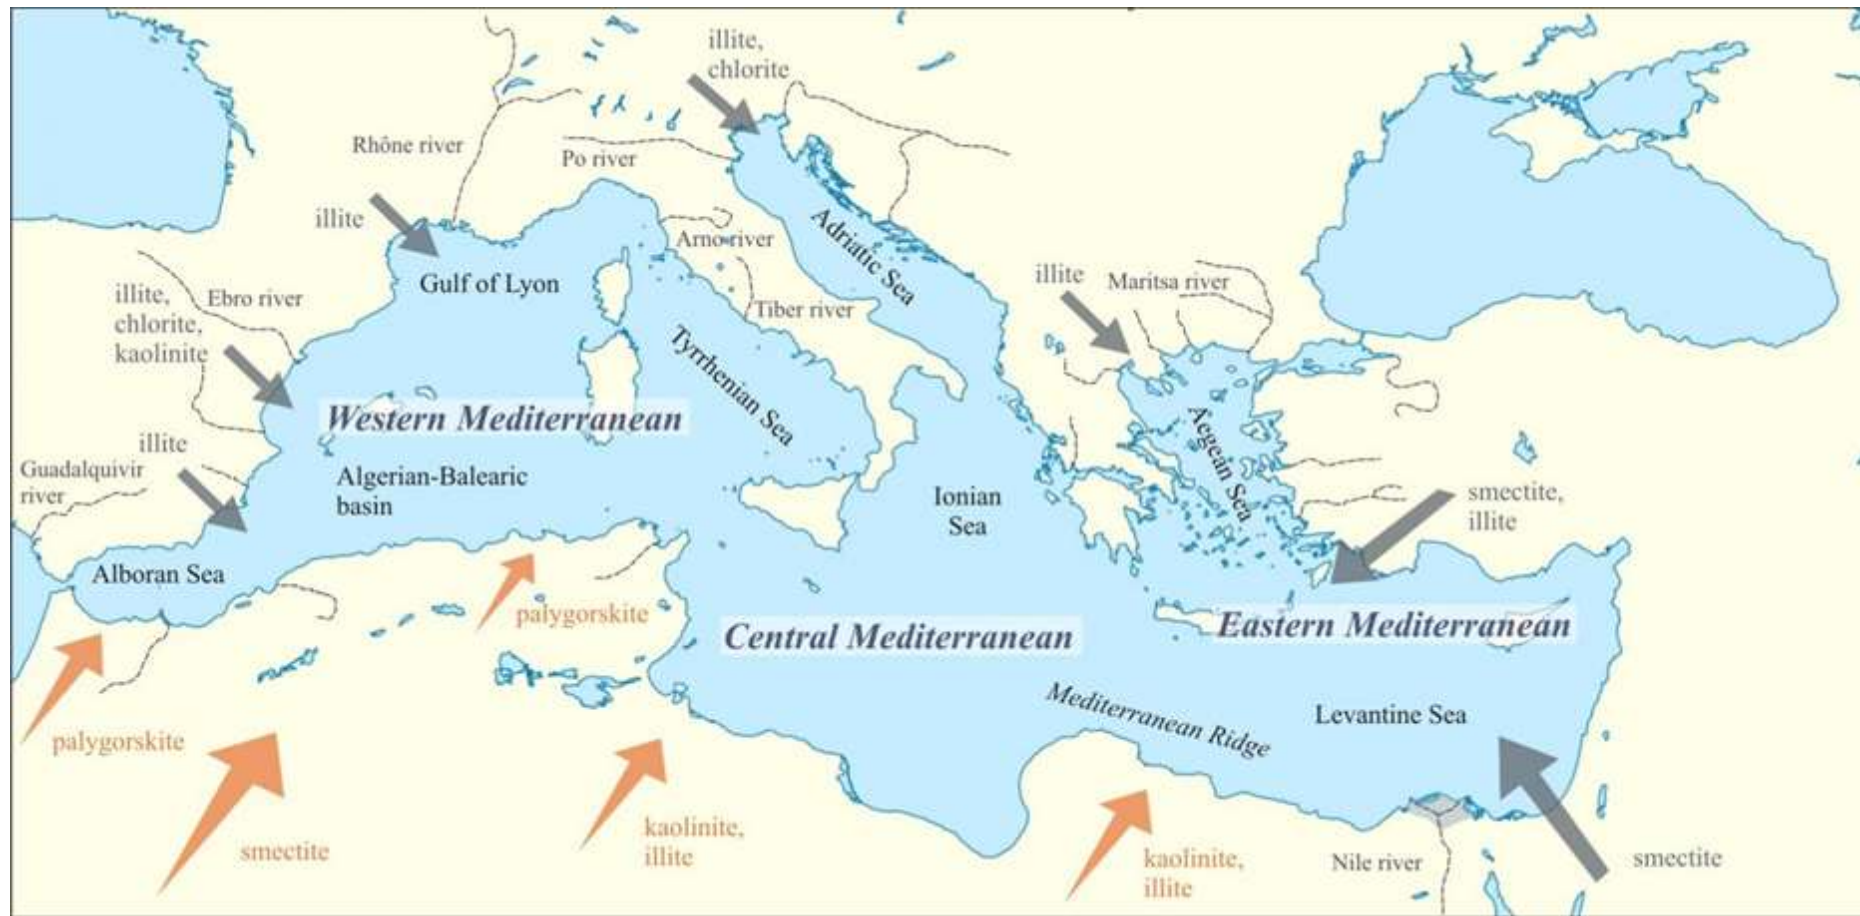 illite,
chlorite
Rhône river
Po river
illite
Arno river
Adriatic Sea
Gulf of Lyon
illite
Maritsa river
illite,
chlorite,
kaolinite
Ebro river
Tiber river
Tyrrhenian Sea
Western Mediterranean
Aegean Sea
illite
Guadalquivir
river
Algerian-Balearic
basin
Ionian
Sea
smectite,
illite
Alboran Sea
palygorskite
Central Mediterranean
Eastern Mediterranean
Mediterranean Ridge
Levantine Sea
palygorskite
smectite
kaolinite,
illite
kaolinite,
illite
Nile river
smectite